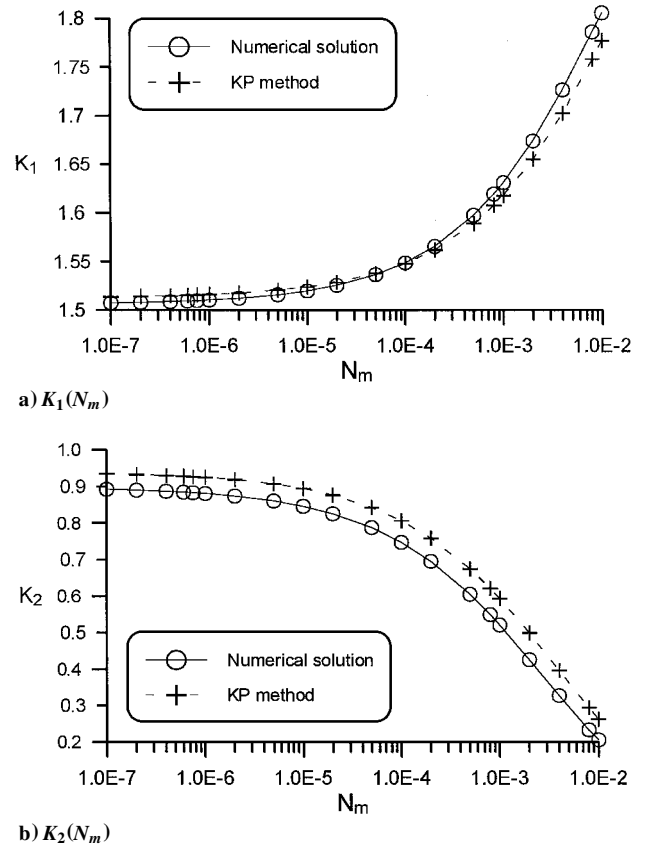 1.8
Numerical solution
KP method
1.75
1.7
K1
1.65
1.6
1.55
1.5
1.0E-7 1.0E-6 1.0E-5 1.0E-4 1.0E-3 1.0E-2
Nm
a) K1(Nm)
1.0
0.9
0.8
0.7
K2
0.6
0.5
Numerical solution
0.4
KP method
0.3
0.2
1.0E-7 1.0E-6 1.0E-5 1.0E-4 1.0E-3 1.0E-2
Nm
b) K2(Nm)